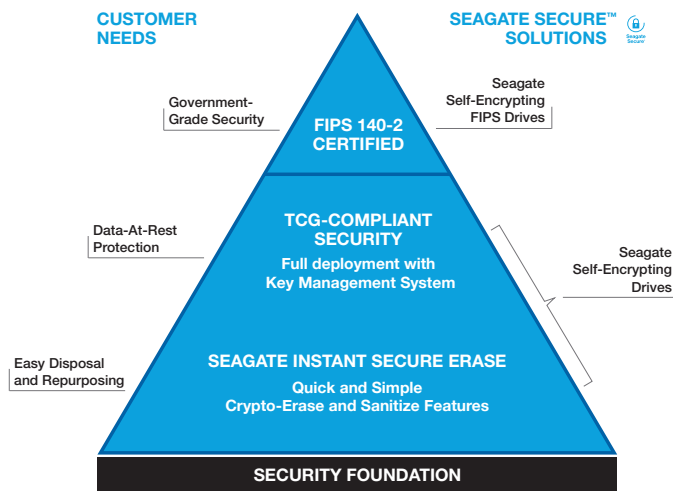 CUSTOMER
NEEDS
SEAGATE SECURE™
SOLUTIONS
Seagate
Secure®
Government-
Grade Security
FIPS 140-2
CERTIFIED
Seagate
Self-Encrypting
FIPS Drives
Data-At-Rest
Protection
TCG-COMPLIANT
SECURITY
Full deployment with
Key Management System
Seagate
Self-Encrypting
Drives
Easy Disposal
and Repurposing
SEAGATE INSTANT SECURE ERASE
Quick and Simple
Crypto-Erase and Sanitize Features
SECURITY FOUNDATION